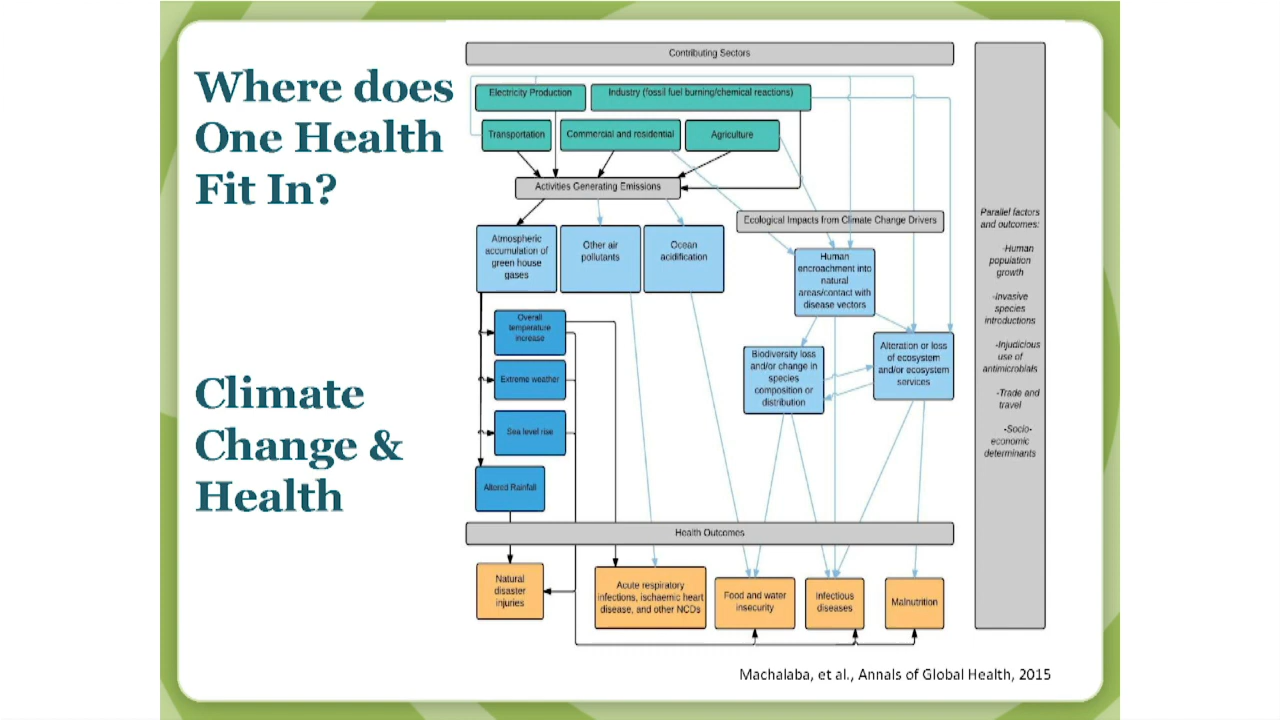 Where does
One Health
Fit In?
Climate
Change &
Health
Contributing Sectors
Electricity Production
Industry (fossil fuel burning/chemical reactions)
Transportation
Commercial and residential
Agriculture
Activities Generating Emissions
Ecological Impacts from Climate Change Drivers
Atmospheric
accumulation of
green house
gases
Other air
pollutants
Ocean
acidification
Human
encroachment into
natural
areas/contact with
disease vectors
Overall
temperature
increase
Extreme weather
Sea level rise
Altered Rainfall
Biodiversity loss
and/or change in
species
composition or
distribution
Alteration or loss
of ecosystem
and/or ecosystem
services
Health Outcomes
Natural
disaster
injuries
Acute respiratory
infections, ischaemic heart
disease, and other NCDs
Food and water
insecurity
Infectious
diseases
Malnutrition
Parallel factors
and outcomes:
-Human
population
growth
-Invasive
species
introductions
-Injudicious
use of
antimicrobials
-Trade and
travel
-Socio-
economic
determinants
Machalaba, et al., Annals of Global Health, 2015